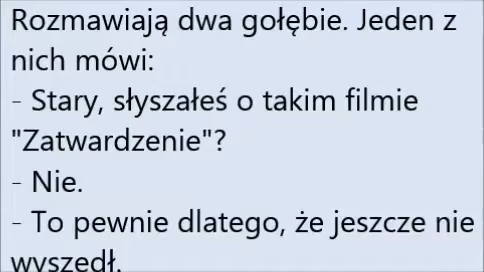 Rozmawiają dwa gołębie. Jeden z
nich mówi:
- Stary, słyszałeś o takim filmie
"Zatwardzenie"?
- Nie.
- To pewnie dlatego, że jeszcze nie
wyszedł.